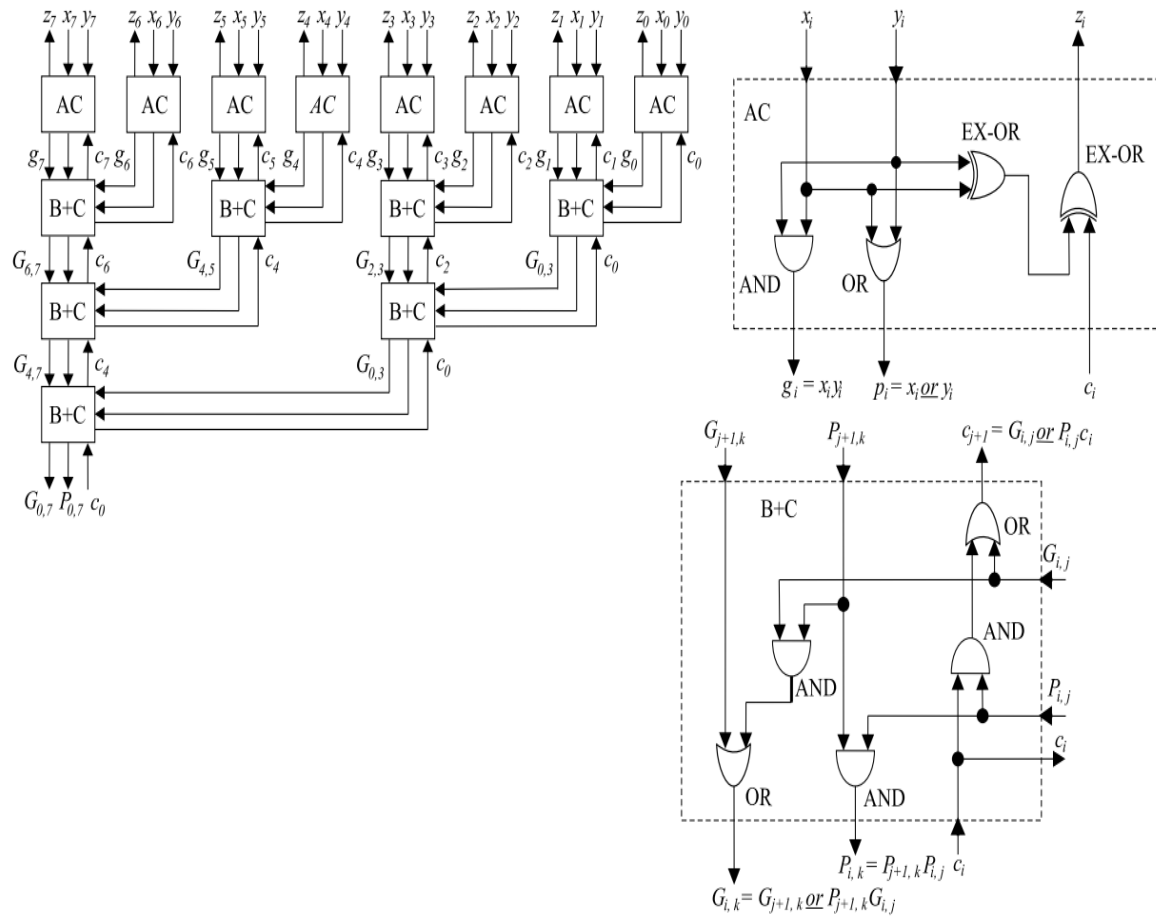 z7 x7 y7 z6 x6 y6 z5 x5 y5 z4 x4 y4 z3 x3 y3 z2 x2 y2 z1 x1 y1 z0 x0 y0
AC AC AC AC AC AC AC AC
g7 c7 g6 c6 g5 c5 g4 c4 g3 c3 g2 c2 g1 c1 g0 c0
B+C B+C B+C B+C
G6,7 c6 G4,5 c4 G2,3 c2 G0,3 c0
B+C B+C
G4,7 c4 G0,3 c0
B+C
G0,7 P0,7 c0
xi yi zi
AC
EX-OR
EX-OR
AND OR
gi = xiyi pi = xi or yi ci
Gj+1,k Pj+1,k cj+1 = Gi,j or Pi,jci
B+C
OR
Gi,j
AND
AND
Pi,j
ci
OR AND
Pi,k = Pj+1,k Pi,j ci
Gi,k = Gj+1,k or Pj+1,k Gi,j